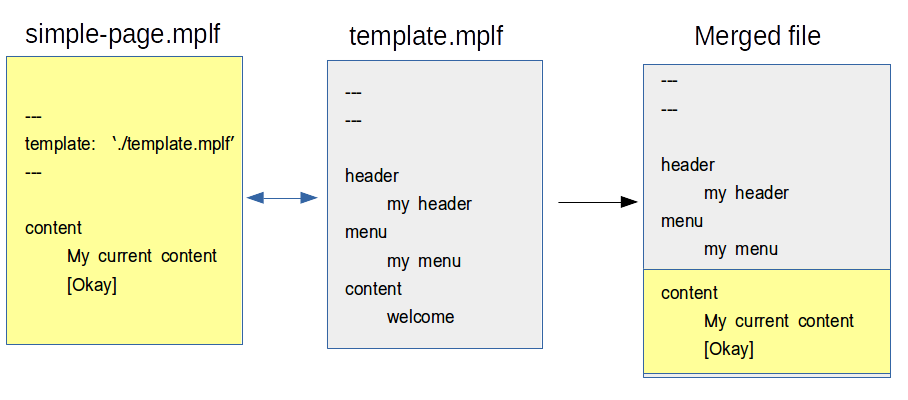 simple-page.mplf
---
template: './template.mplf'
---
content
My current content
[Okay]
template.mplf
---
---
header
my header
menu
my menu
content
welcome
Merged file
---
---
header
my header
menu
my menu
content
My current content
[Okay]